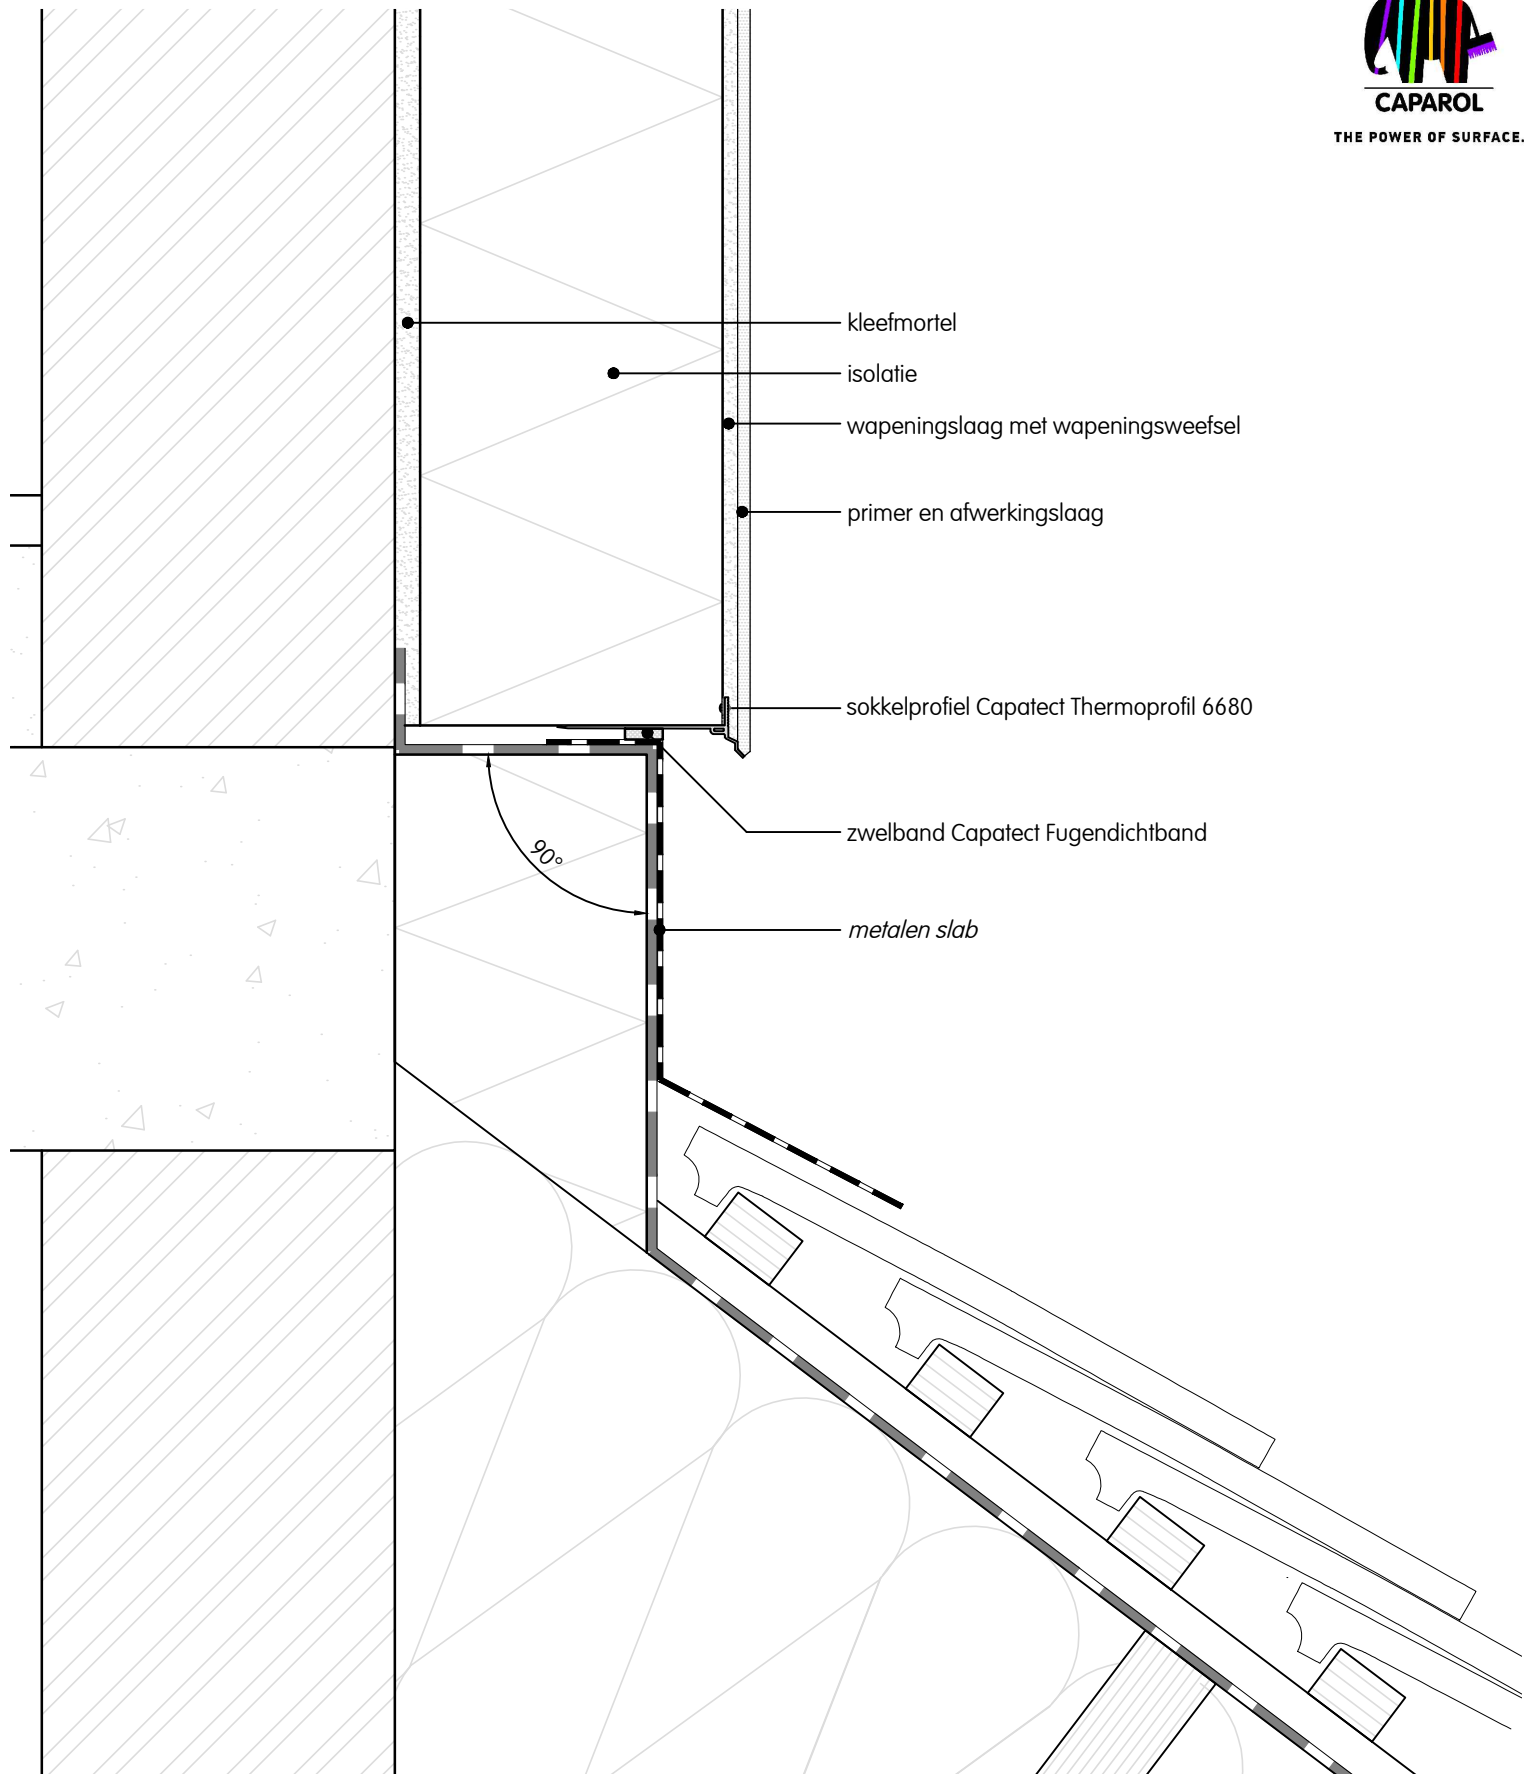 CAPAROL
THE POWER OF SURFACE.
kleefmortel
isolatie
wapeningslaag met wapeningsweefsel
primer en afwerkingslaag
sokkelprofiel Capatect Thermoprofil 6680
zwelband Capatect Fugendichtband
90°
metalen slab